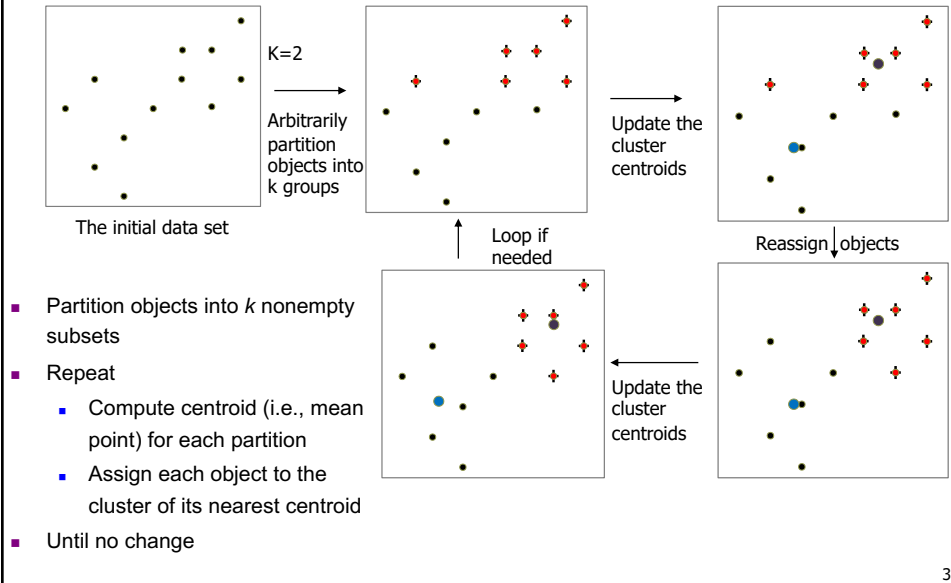 K=2
Arbitrarily
partition
objects into
k groups
Update the
cluster
centroids
The initial data set
Loop if
needed
Reassign objects
Update the
cluster
centroids
▪ Partition objects into k nonempty
subsets
▪ Repeat
▪ Compute centroid (i.e., mean
point) for each partition
▪ Assign each object to the
cluster of its nearest centroid
▪ Until no change
3